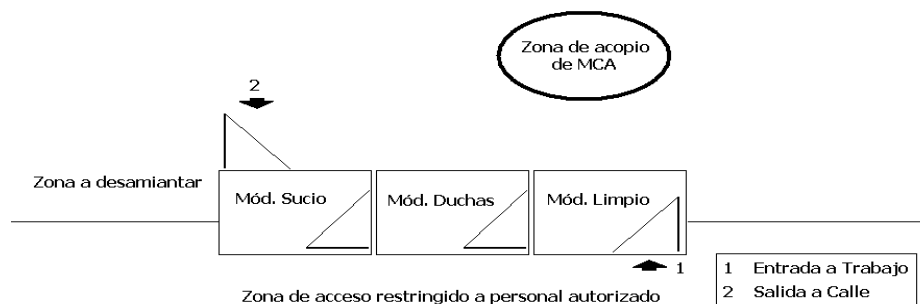 Zona de acopio
de MCA
2
Zona a desamiantar
Mód. Sucio
Mód. Duchas
Mód. Limpio
1
1 Entrada a Trabajo
2 Salida a Calle
Zona de acceso restringido a personal autorizado